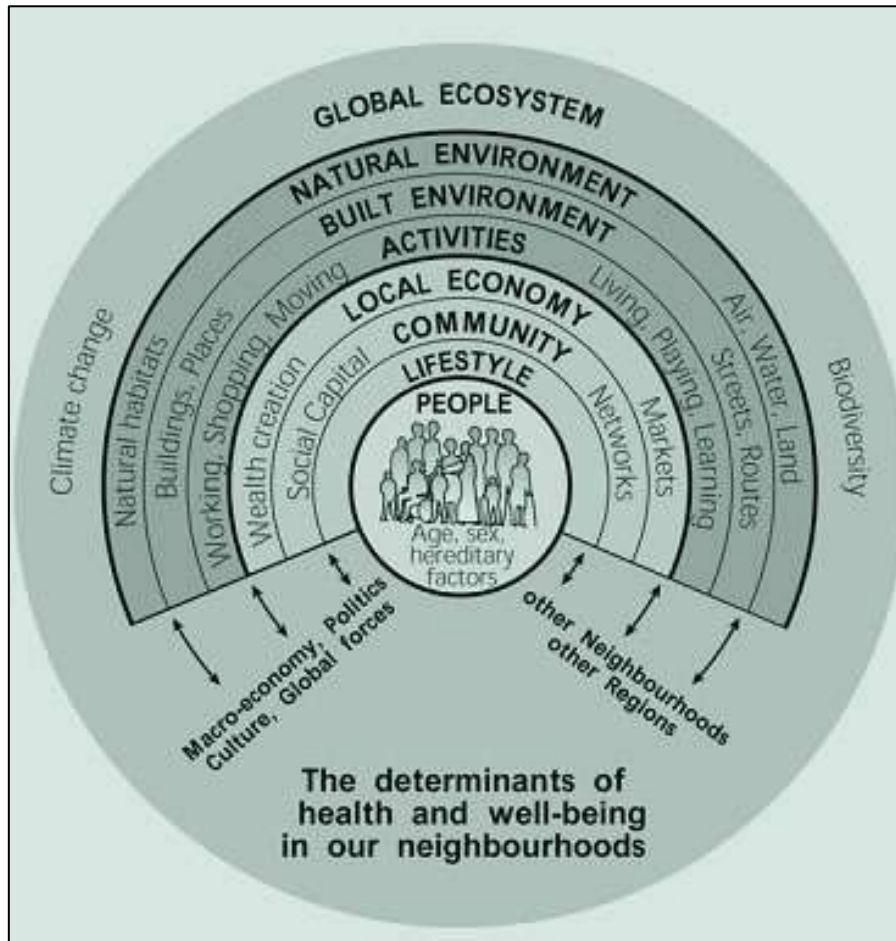 GLOBAL ECOSYSTEM
NATURAL ENVIRONMENT
BUILT ENVIRONMENT
ACTIVITIES
LOCAL ECONOMY
COMMUNITY
LIFESTYLE
PEOPLE
Age, sex,
hereditary
factors
Climate change
Natural habitats
Buildings, Places
Working, Shopping, Moving
Wealth creation
Social Capital
Networks
Markets
Living, Playing, Learning
Streets, Routes
Air, Water, Land
Biodiversity
Macro-economy, Politics
Culture, Global forces
other Neighbourhoods
other Regions
The determinants of
health and well-being
in our neighbourhoods